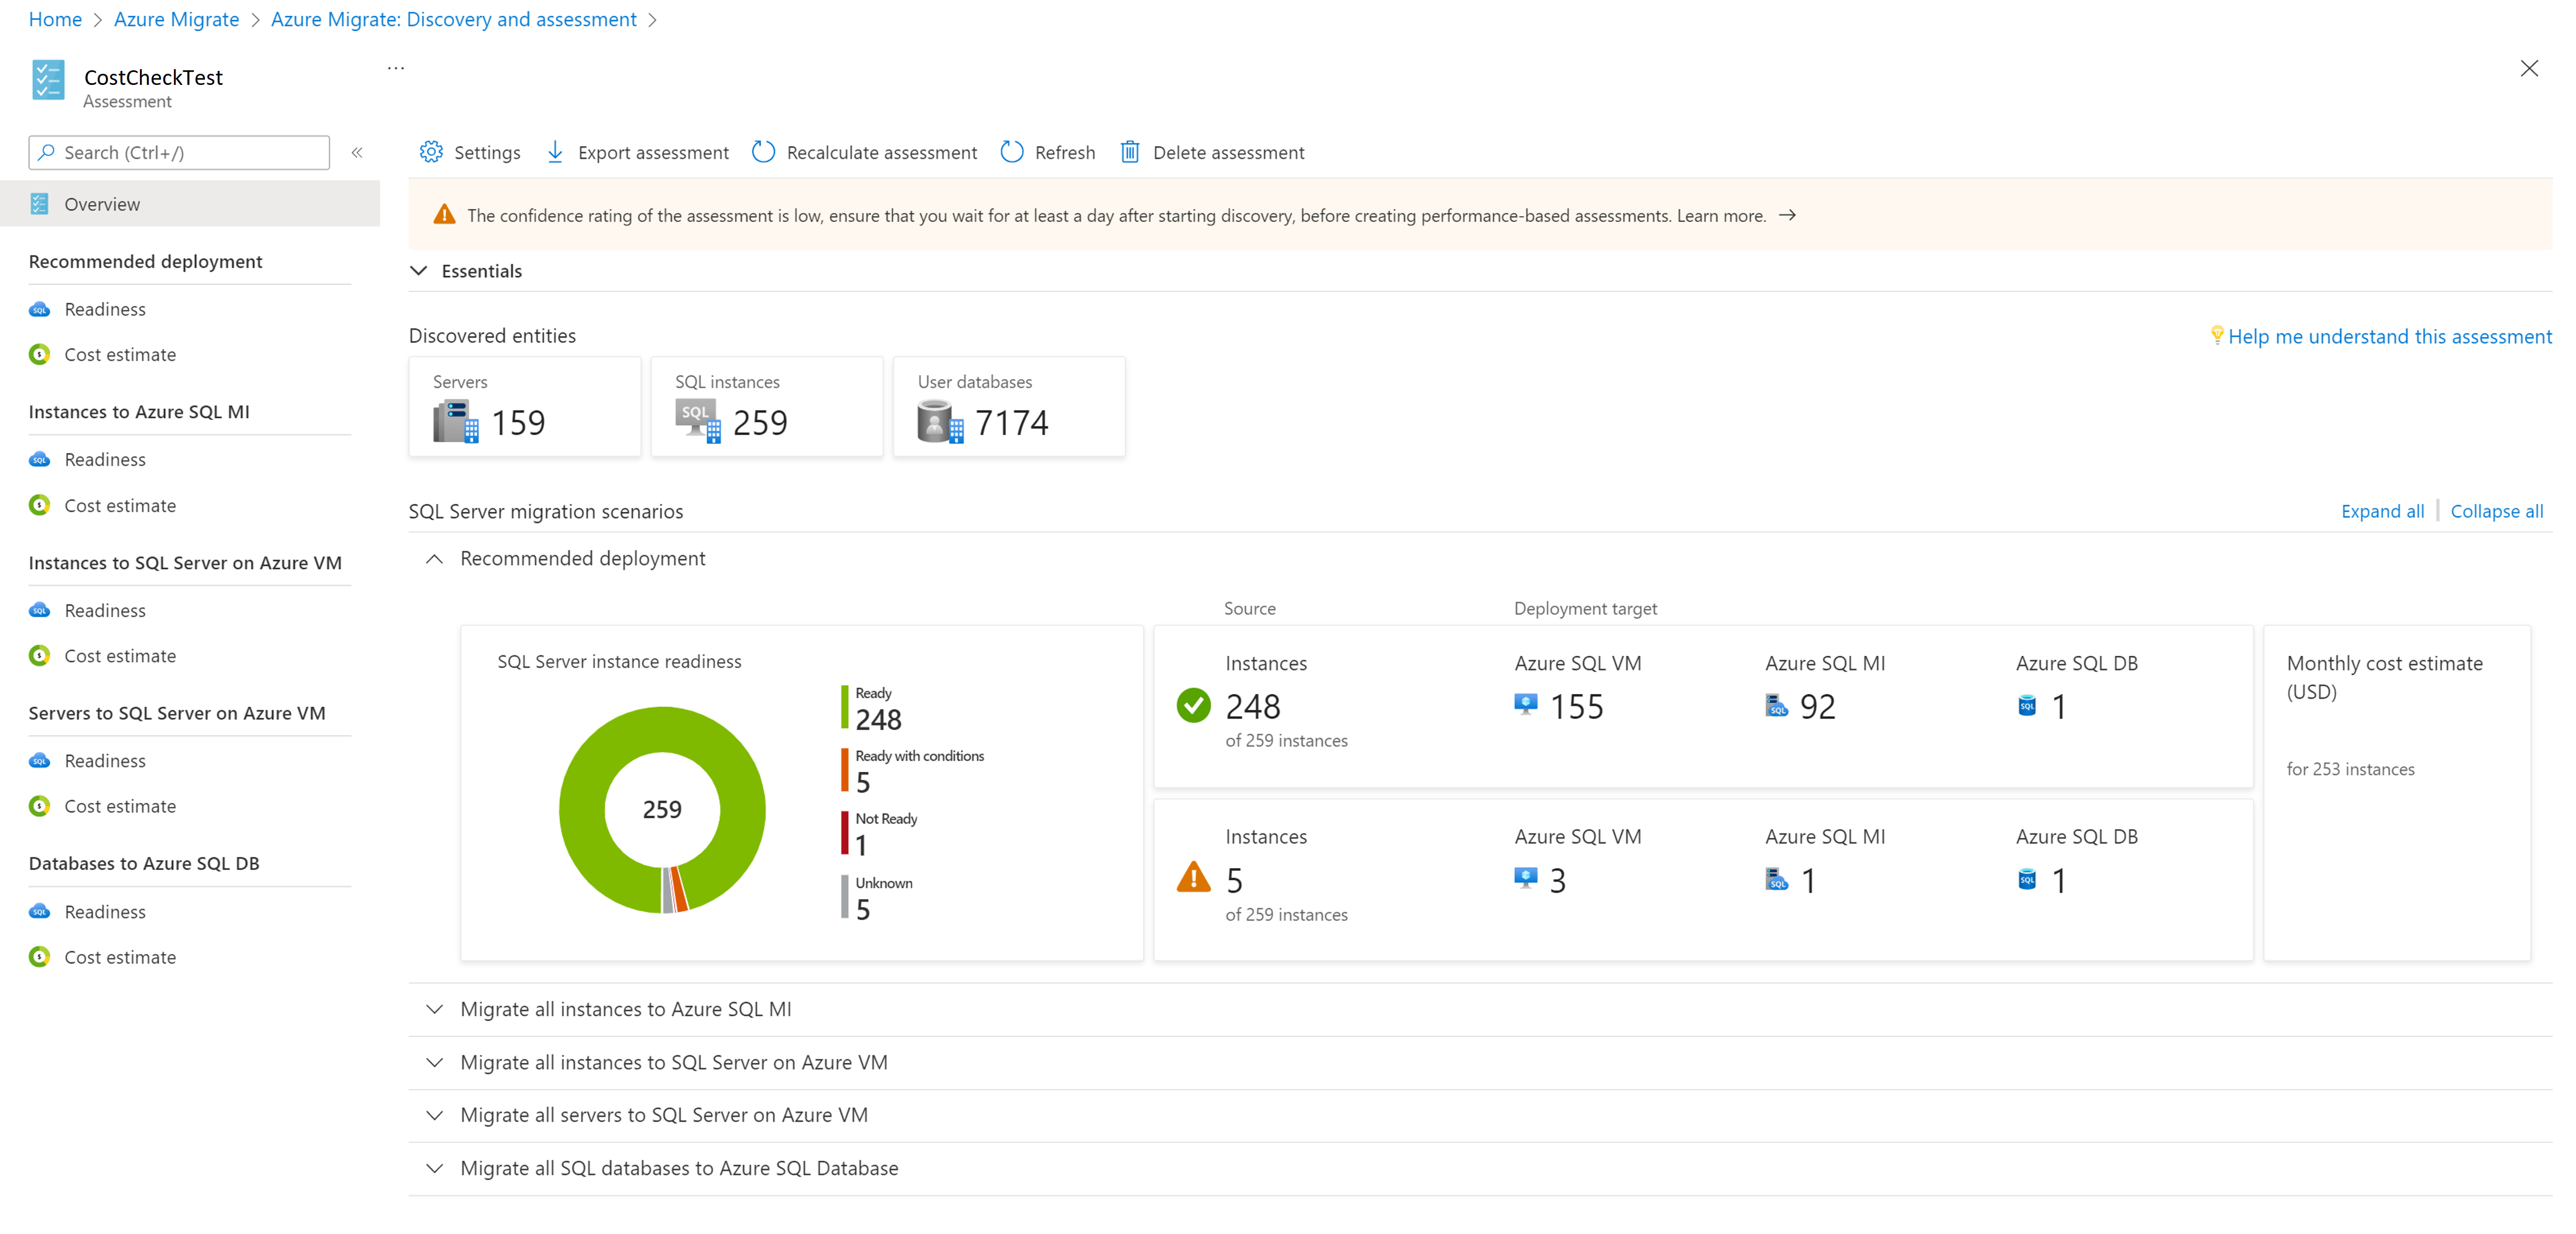 Home > Azure Migrate > Azure Migrate: Discovery and assessment >
CostCheckTest
...
Assessment
Search (Ctrl+/)
«
Overview
Recommended deployment
Readiness
Cost estimate
Instances to Azure SQL MI
Readiness
Cost estimate
Instances to SQL Server on Azure VM
Readiness
Cost estimate
Servers to SQL Server on Azure VM
Readiness
Cost estimate
Databases to Azure SQL DB
Readiness
Cost estimate
Settings Export assessment Recalculate assessment Refresh Delete assessment
The confidence rating of the assessment is low, ensure that you wait for at least a day after starting discovery, before creating performance-based assessments. Learn more. →
Essentials
Discovered entities
Help me understand this assessment
Servers
159
SQL instances
SQL
259
User databases
7174
SQL Server migration scenarios
Expand all | Collapse all
Recommended deployment
SQL Server instance readiness
259
Ready
248
Ready with conditions
5
Not Ready
1
Unknown
5
Source Deployment target
Instances Azure SQL VM Azure SQL MI Azure SQL DB
248 155 92 1
of 259 instances
Instances Azure SQL VM Azure SQL MI Azure SQL DB
5 3 1 1
of 259 instances
Monthly cost estimate
(USD)
for 253 instances
Migrate all instances to Azure SQL MI
Migrate all instances to SQL Server on Azure VM
Migrate all servers to SQL Server on Azure VM
Migrate all SQL databases to Azure SQL Database